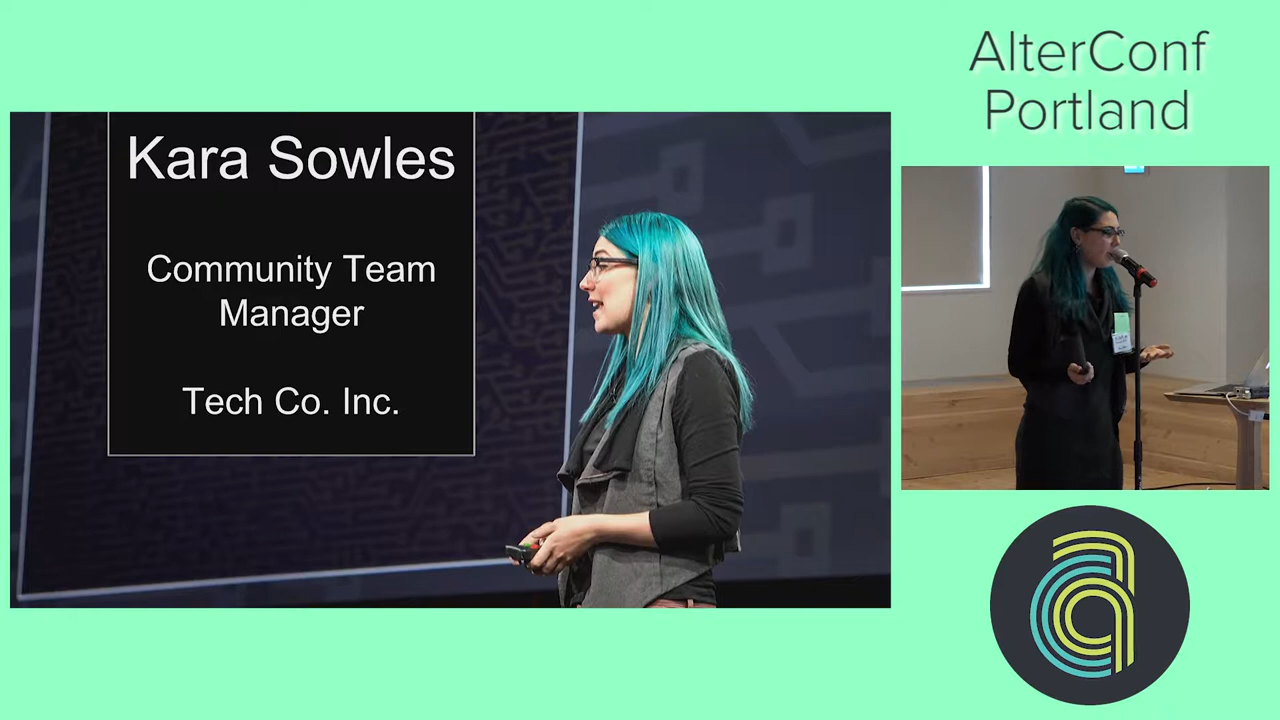 AlterConf
Portland
Kara Sowles
Community Team
Manager
Tech Co. Inc.